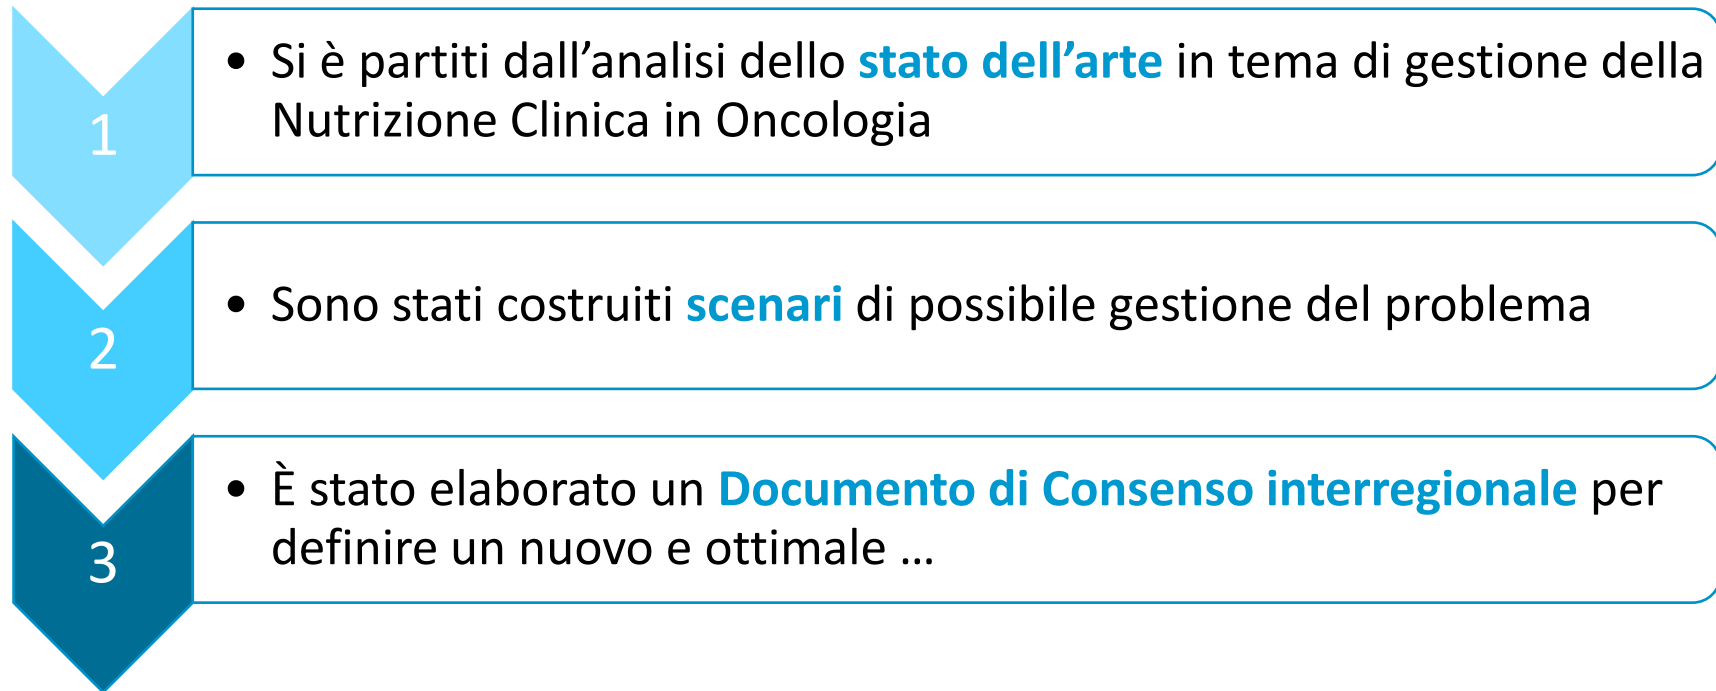 1
• Si è partiti dall’analisi dello stato dell’arte in tema di gestione della
Nutrizione Clinica in Oncologia
2
• Sono stati costruiti scenari di possibile gestione del problema
3
• È stato elaborato un Documento di Consenso interregionale per
definire un nuovo e ottimale …